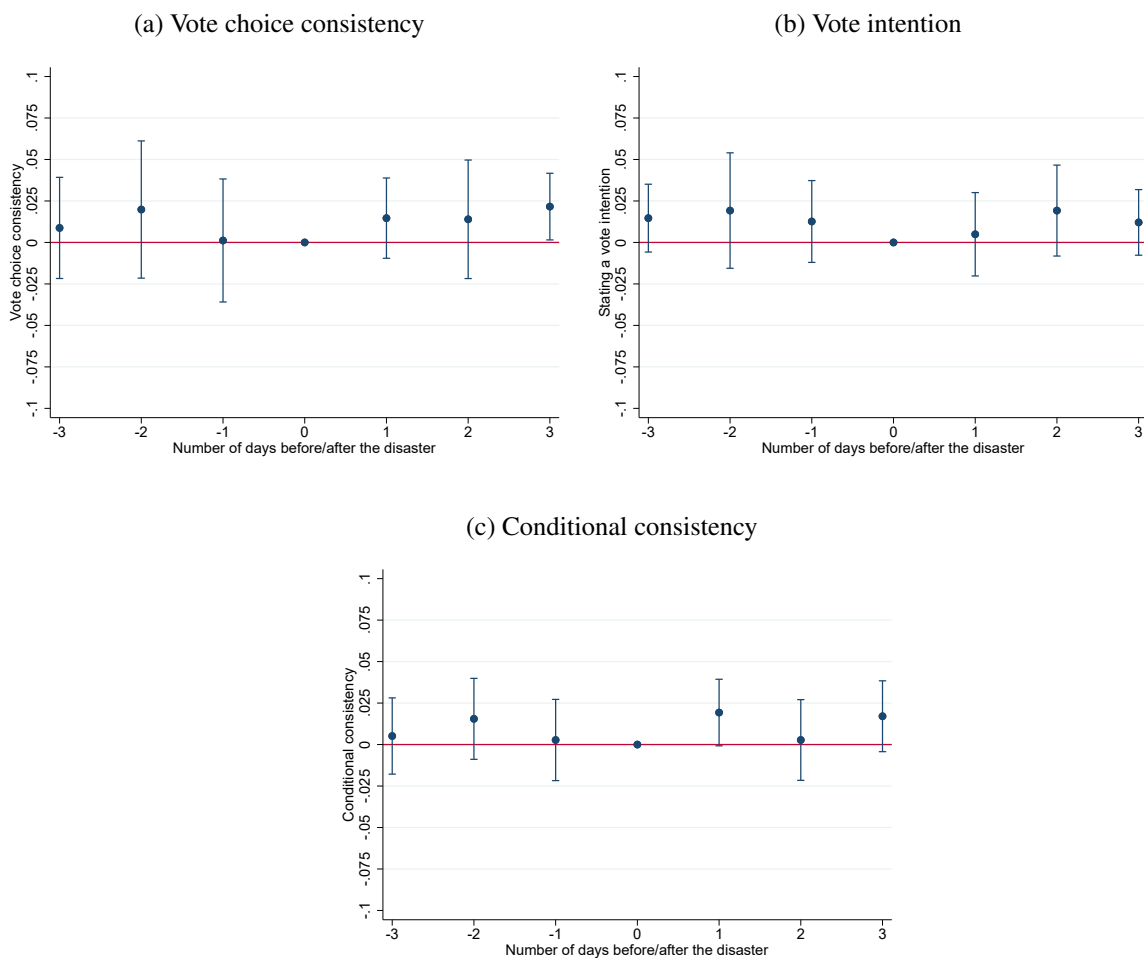 (a) Vote choice consistency
Vote choice consistency
.1
.075
.05
.025
0
-.025
-.05
-.075
-.1
-3 -2 -1 0 1 2 3
Number of days before/after the disaster
(b) Vote intention
Stating a vote intention
.1
.075
.05
.025
0
-.025
-.05
-.075
-.1
-3 -2 -1 0 1 2 3
Number of days before/after the disaster
(c) Conditional consistency
Conditional consistency
.1
.075
.05
.025
0
-.025
-.05
-.075
-.1
-3 -2 -1 0 1 2 3
Number of days before/after the disaster